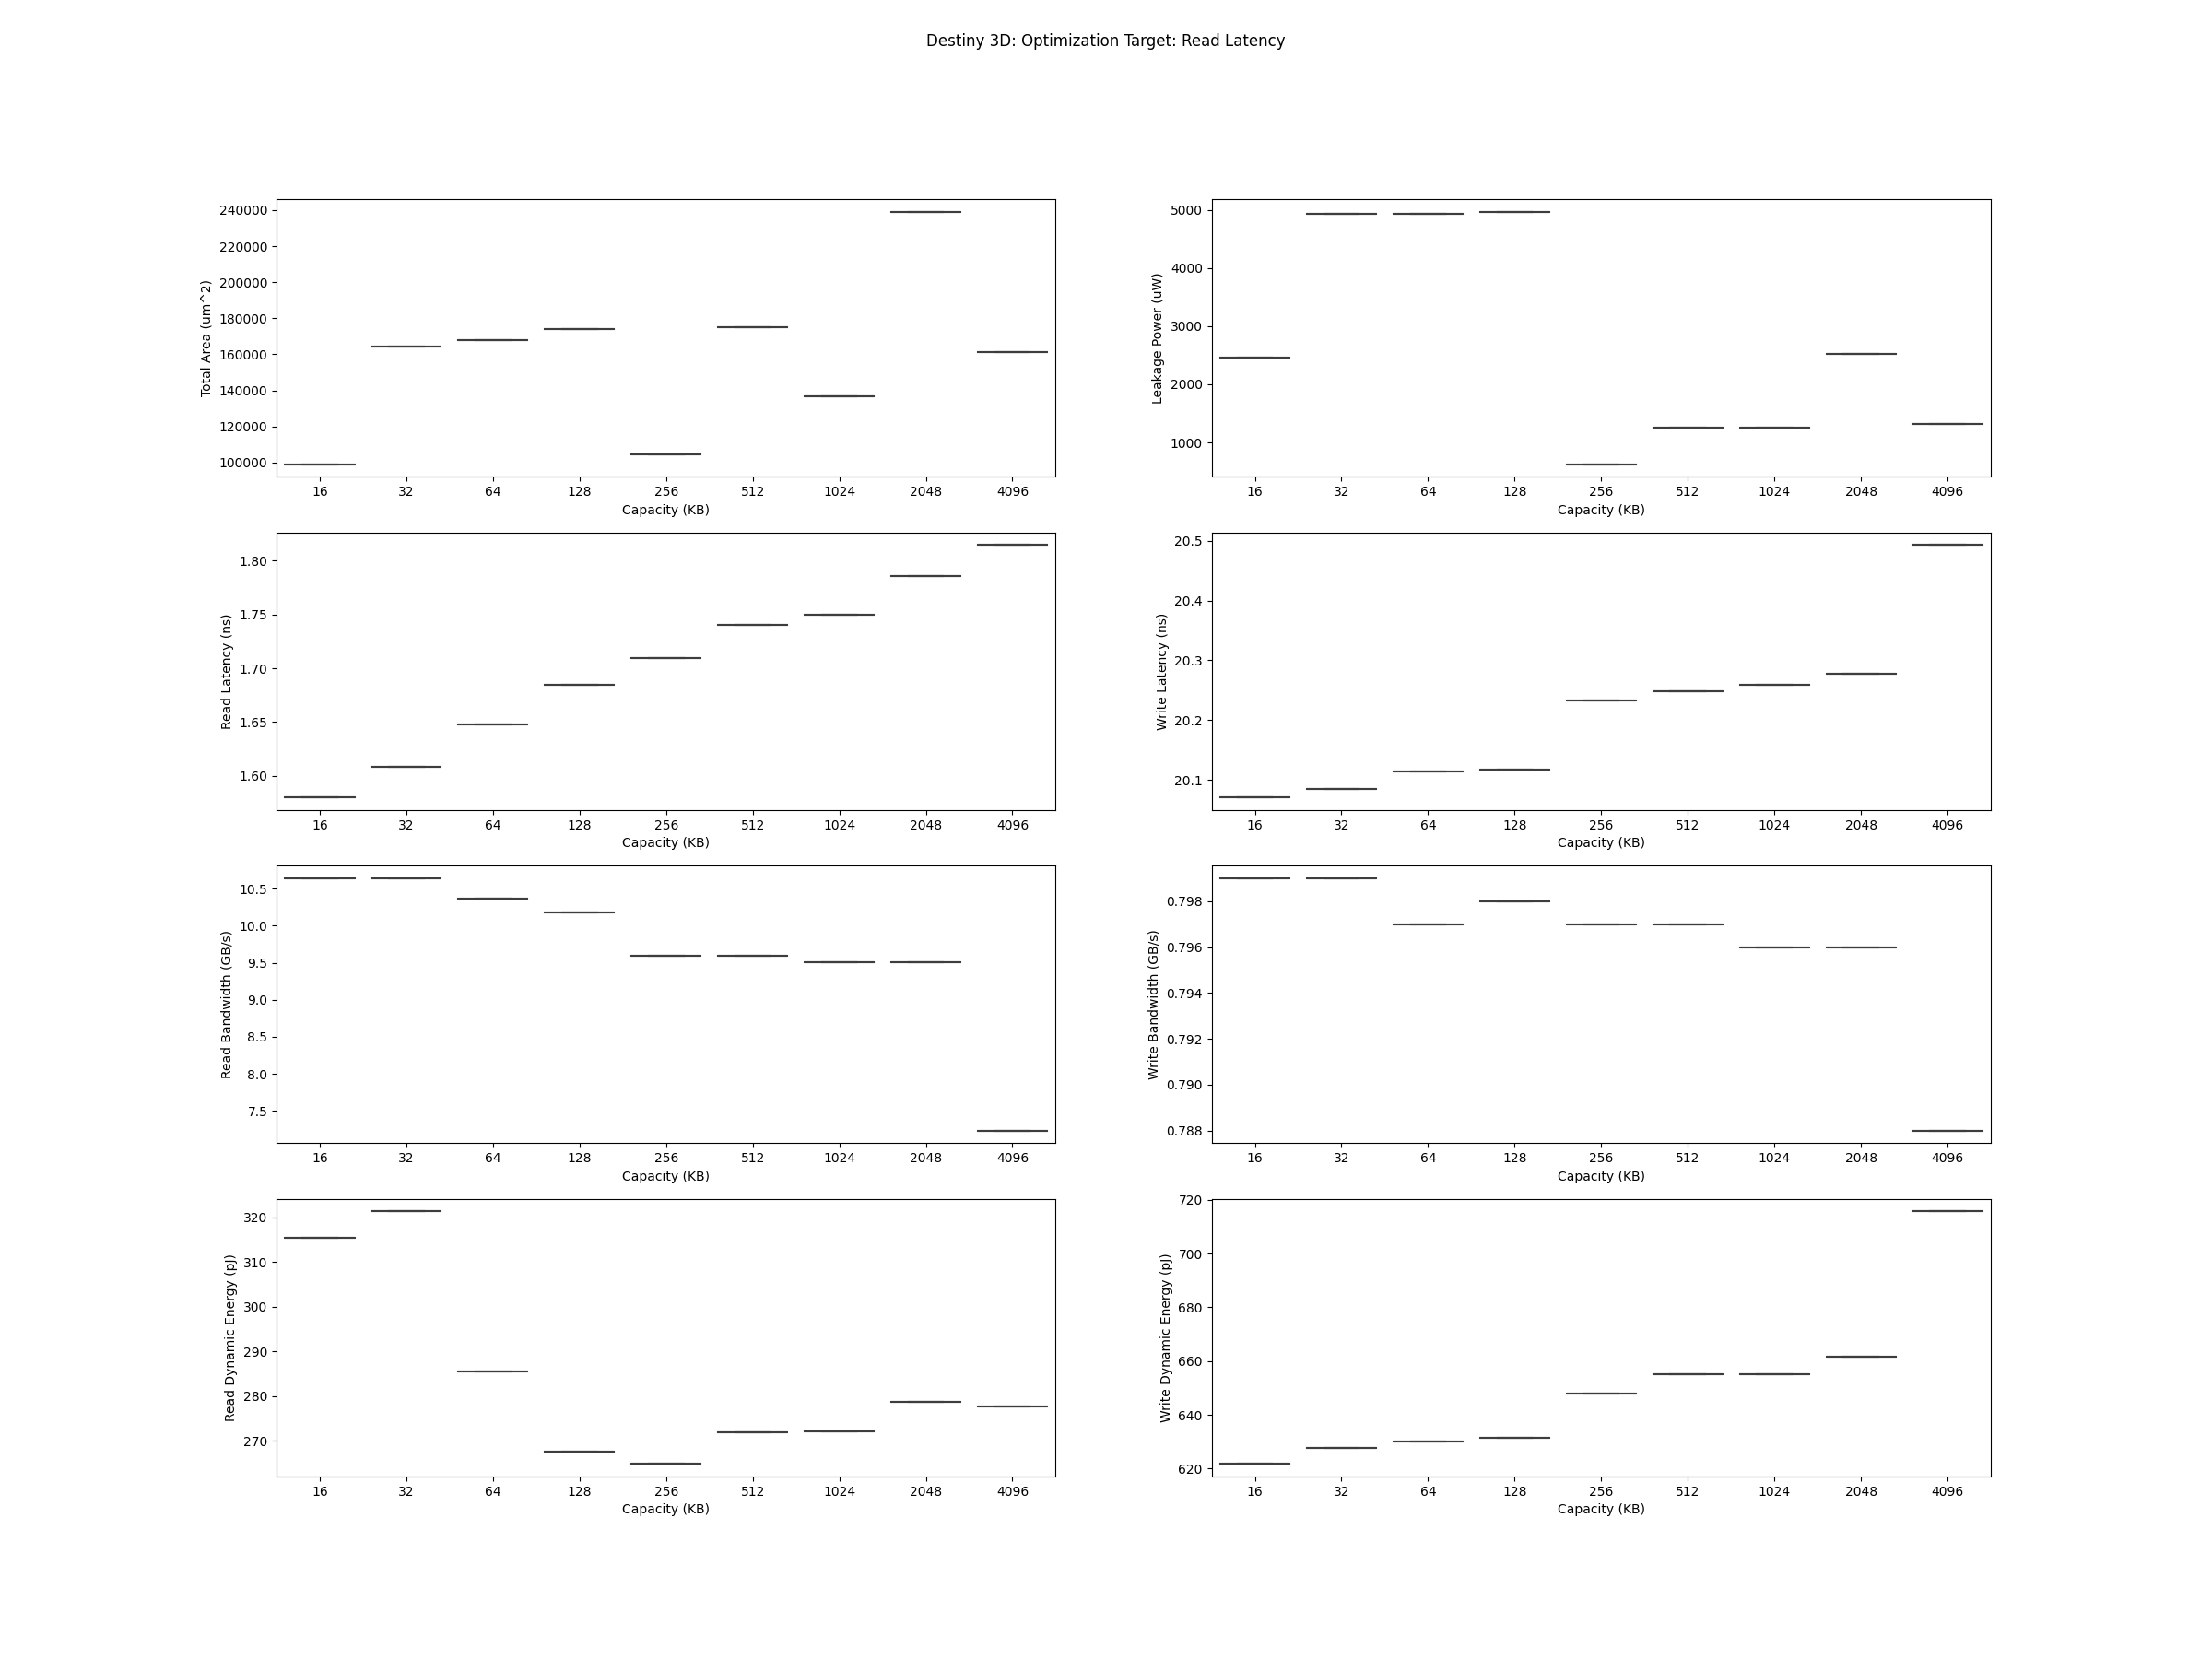 Destiny 3D: Optimization Target: Read Latency
Total Area (um^2)
240000
220000
200000
180000
160000
140000
120000
100000
16 32 64 128 256 512 1024 2048 4096
Capacity (KB)
Leakage Power (uW)
5000
4000
3000
2000
1000
16 32 64 128 256 512 1024 2048 4096
Capacity (KB)
Read Latency (ns)
1.80
1.75
1.70
1.65
1.60
16 32 64 128 256 512 1024 2048 4096
Capacity (KB)
Write Latency (ns)
20.5
20.4
20.3
20.2
20.1
16 32 64 128 256 512 1024 2048 4096
Capacity (KB)
Read Bandwidth (GB/s)
10.5
10.0
9.5
9.0
8.5
8.0
7.5
16 32 64 128 256 512 1024 2048 4096
Capacity (KB)
Write Bandwidth (GB/s)
0.798
0.796
0.794
0.792
0.790
0.788
16 32 64 128 256 512 1024 2048 4096
Capacity (KB)
Read Dynamic Energy (pJ)
320
310
300
290
280
270
16 32 64 128 256 512 1024 2048 4096
Capacity (KB)
Write Dynamic Energy (pJ)
720
700
680
660
640
620
16 32 64 128 256 512 1024 2048 4096
Capacity (KB)